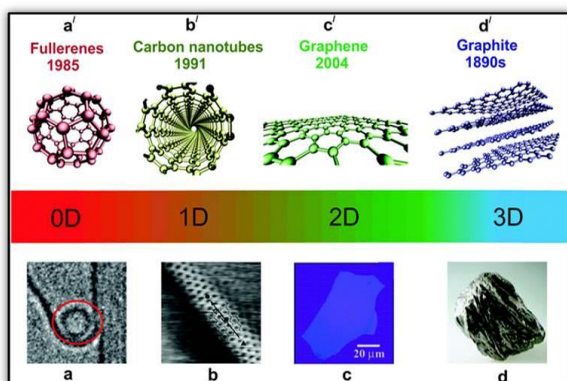 a/
b/
c/
d/
Fullerenes
1985
Carbon nanotubes
1991
Graphene
2004
Graphite
1890s
0D
1D
2D
3D
20 µm
a
b
c
d